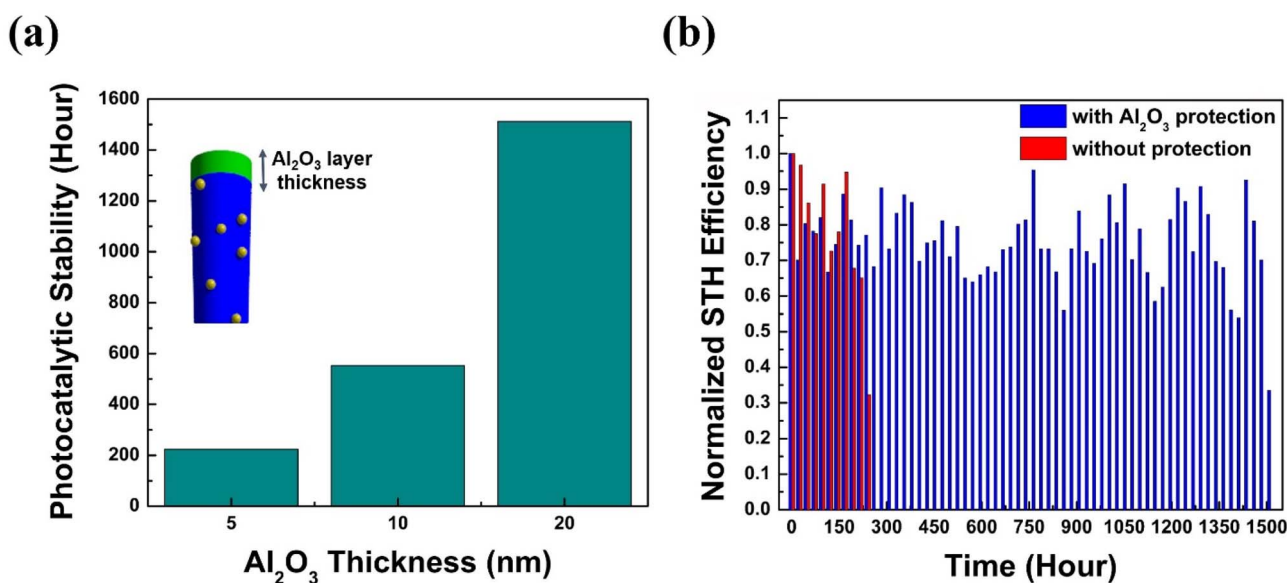 (a)
Photocatalytic Stability (Hour)
1600
1400
1200
1000
800
600
400
200
0
Al₂O₃ layer
thickness
5
10
20
Al₂O₃ Thickness (nm)
(b)
Normalized STH Efficiency
1.1
1.0
0.9
0.8
0.7
0.6
0.5
0.4
0.3
0.2
0.1
0.0
with Al₂O₃ protection
without protection
0 150 300 450 600 750 900 1050 1200 1350 1500
Time (Hour)